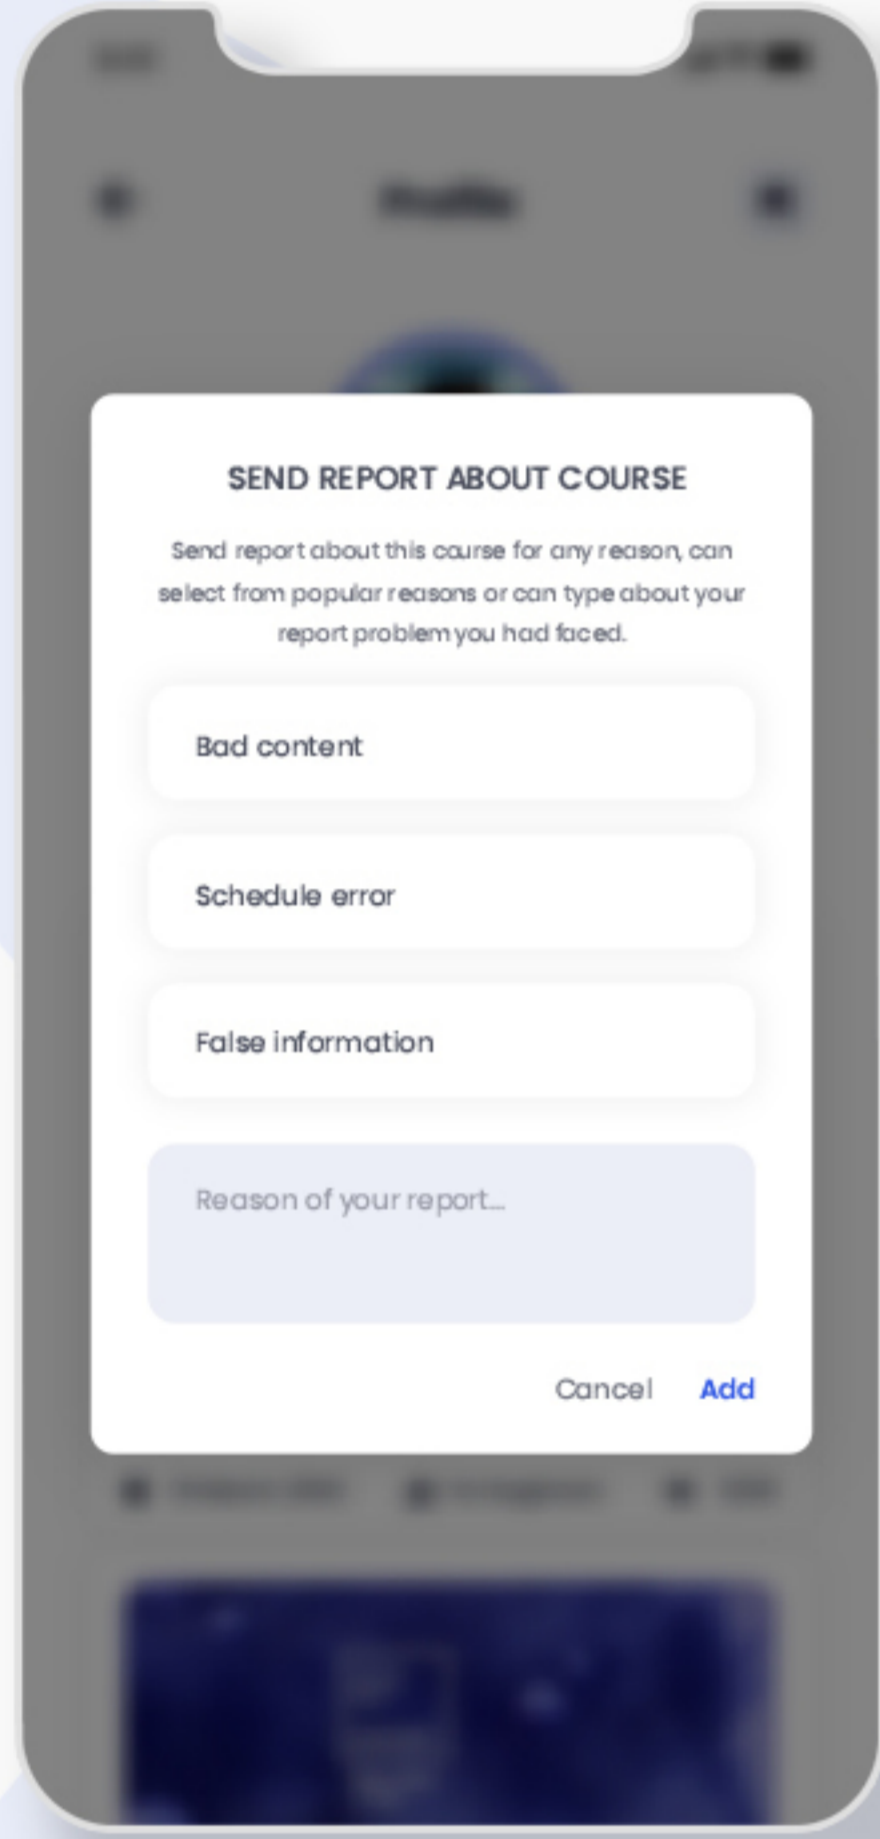 Profile
SEND REPORT ABOUT COURSE
Send report about this course for any reason, can
select from popular reasons or can type about your
report problem you had faced.
Bad content
Schedule error
False information
Reason of your report...
Cancel
Add